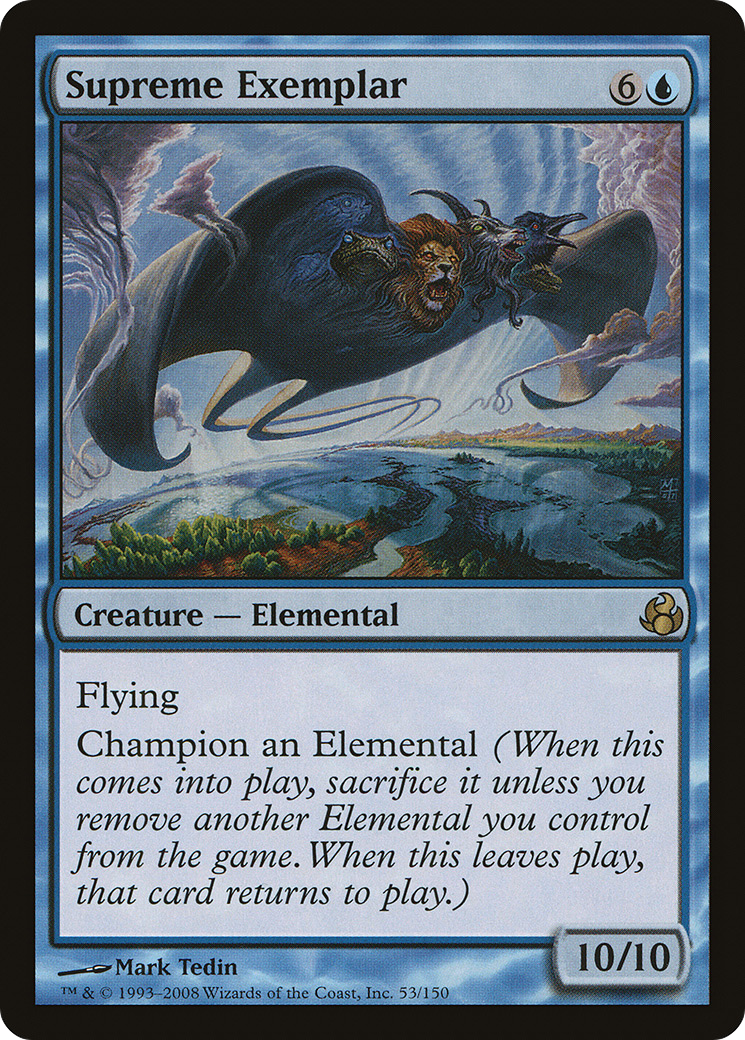 Supreme Exemplar 6
Creature — Elemental
Flying
Champion an Elemental (When this
comes into play, sacrifice it unless you
remove another Elemental you control
from the game. When this leaves play,
that card returns to play.)
10/10
Mark Tedin
™ & © 1993–2008 Wizards of the Coast, Inc. 53/150